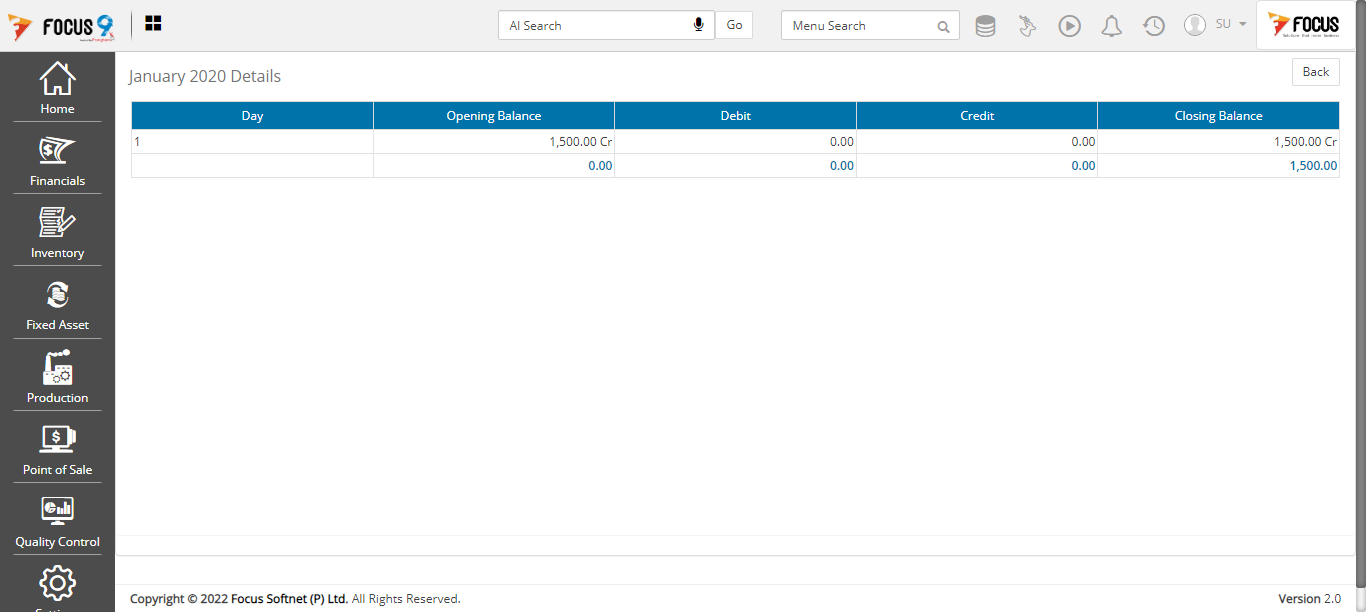 FOCUS 9
AI Search
Go
Menu Search
SU
FOCUS
Home
Financials
Inventory
Fixed Asset
Production
Point of Sale
Quality Control
January 2020 Details
Back
Day Opening Balance Debit Credit Closing Balance
1 1,500.00 Cr 0.00 0.00 1,500.00 Cr
0.00 0.00 0.00 1,500.00
Copyright © 2022 Focus Softnet (P) Ltd. All Rights Reserved.
Version 2.0